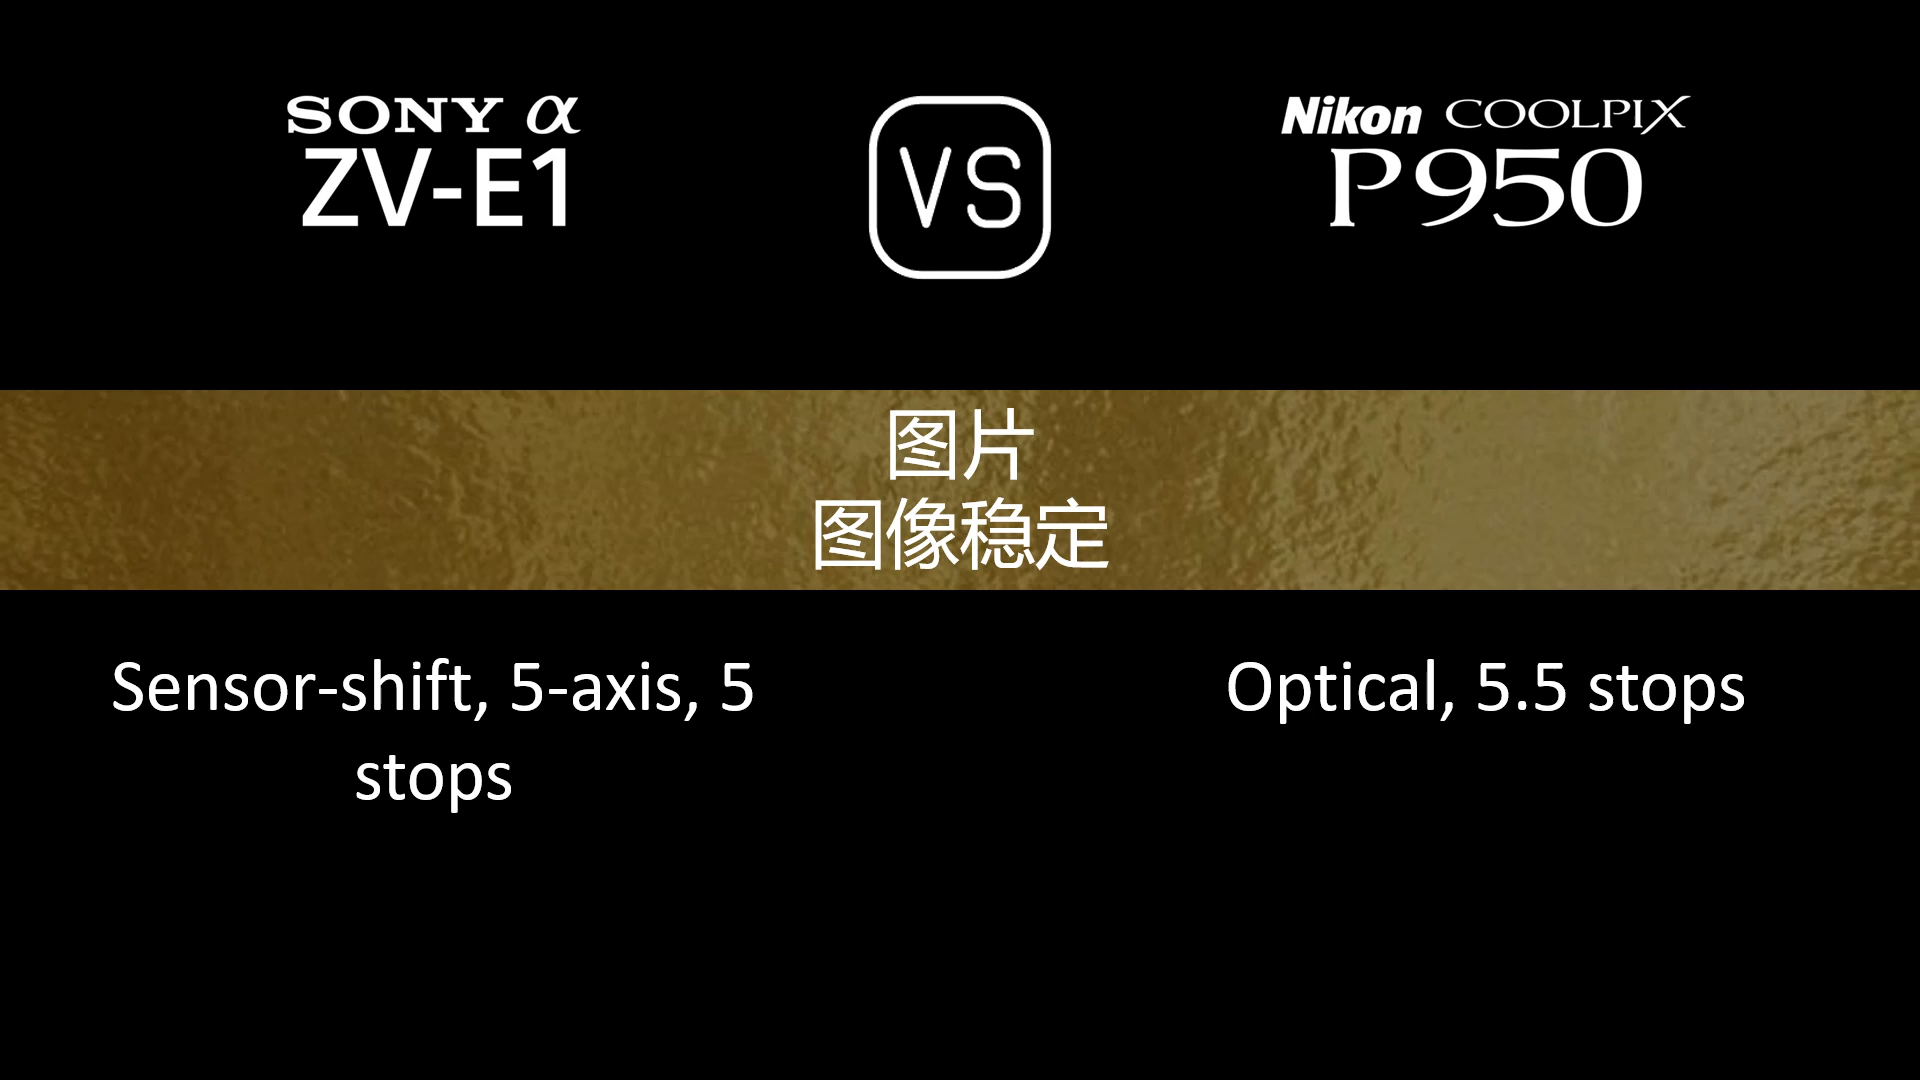 SONY α
ZV-E1
VS
Nikon COOLPIX
P950
图片
图像稳定
Sensor-shift, 5-axis, 5
stops
Optical, 5.5 stops